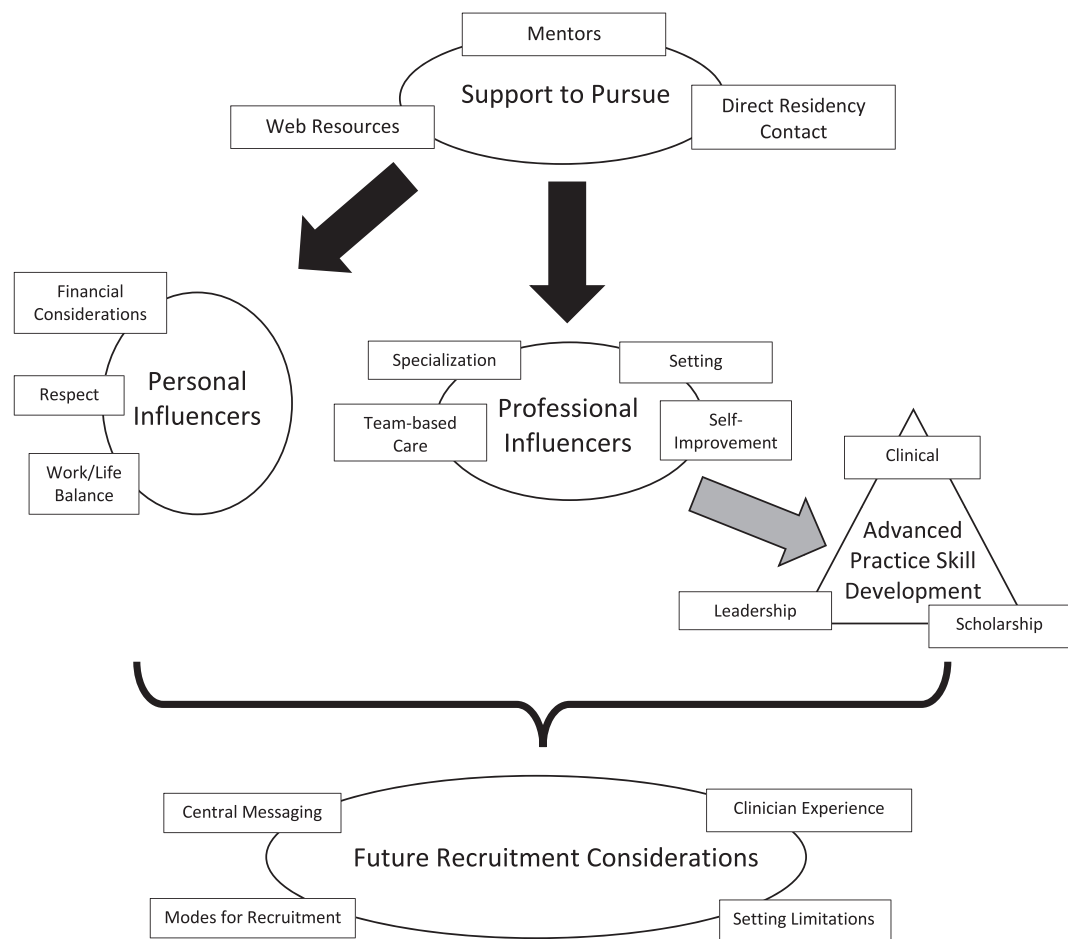 Mentors
Support to Pursue
Web Resources
Direct Residency
Contact
Financial
Considerations
Respect
Work/Life
Balance
Personal
Influencers
Specialization
Setting
Team-based
Care
Professional
Influencers
Self-
Improvement
Clinical
Advanced
Practice Skill
Development
Leadership
Scholarship
Central Messaging
Clinician Experience
Future Recruitment Considerations
Modes for Recruitment
Setting Limitations